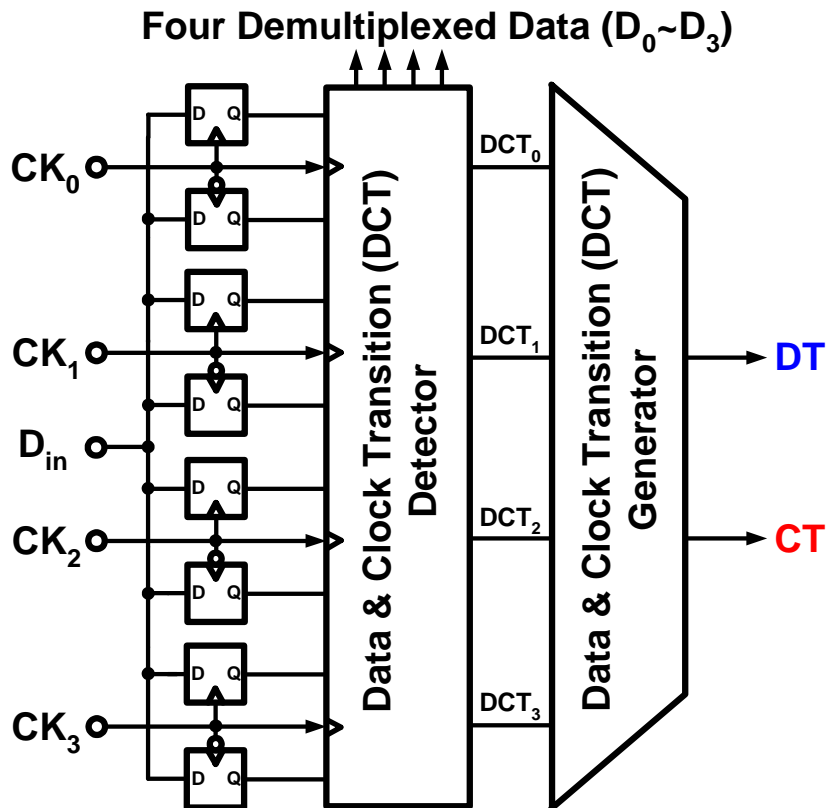 Four Demultiplexed Data (D0~D3)
D Q
CK0
D Q
D Q
CK1
D Q
Din
D Q
CK2
D Q
D Q
CK3
D Q
Data & Clock Transition (DCT)
Detector
DCT0
DCT1
DCT2
DCT3
Data & Clock Transition (DCT)
Generator
DT
CT